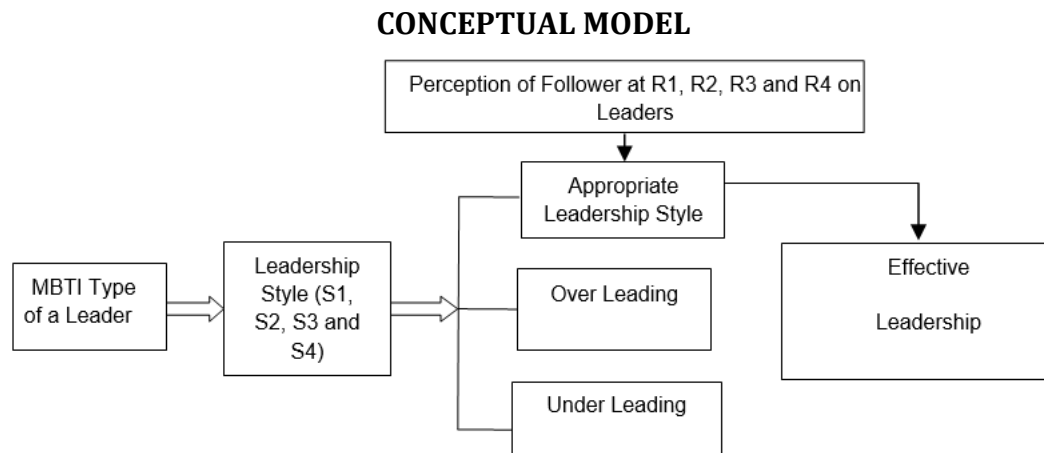 CONCEPTUAL MODEL
Perception of Follower at R1, R2, R3 and R4 on
Leaders
Appropriate
Leadership Style
MBTI Type
of a Leader
Leadership
Style (S1,
S2, S3 and
S4)
Over Leading
Under Leading
Effective
Leadership